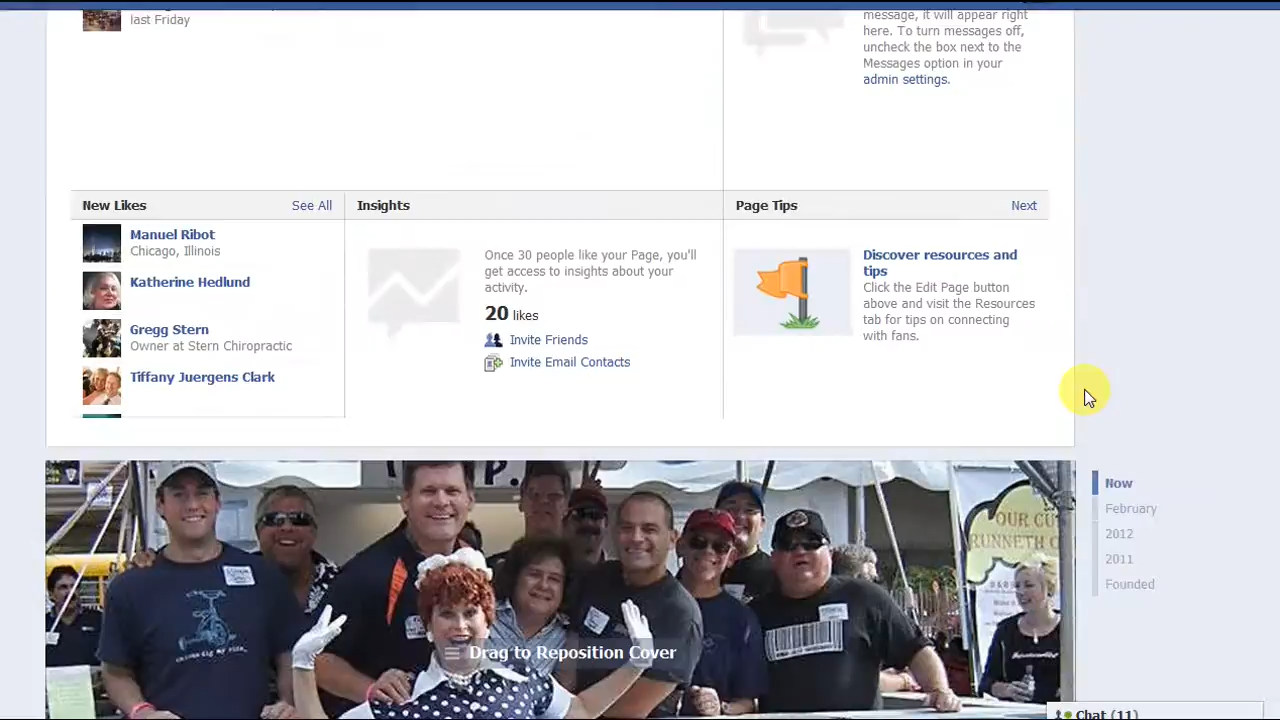 last Friday
message, it will appear right
here. To turn messages off,
uncheck the box next to the
Messages option in your
admin settings.
New Likes See All
Manuel Ribot
Chicago, Illinois
Katherine Hedlund
Gregg Stern
Owner at Stern Chiropractic
Tiffany Juergens Clark
Insights
Once 30 people like your Page, you'll
get access to insights about your
activity.
20 likes
Invite Friends
Invite Email Contacts
Page Tips Next
Discover resources and
tips
Click the Edit Page button
above and visit the Resources
tab for tips on connecting
with fans.
Now
February
2012
2011
Founded
OUR CU
RUNNETH
Drag to Reposition Cover
Chat (11)